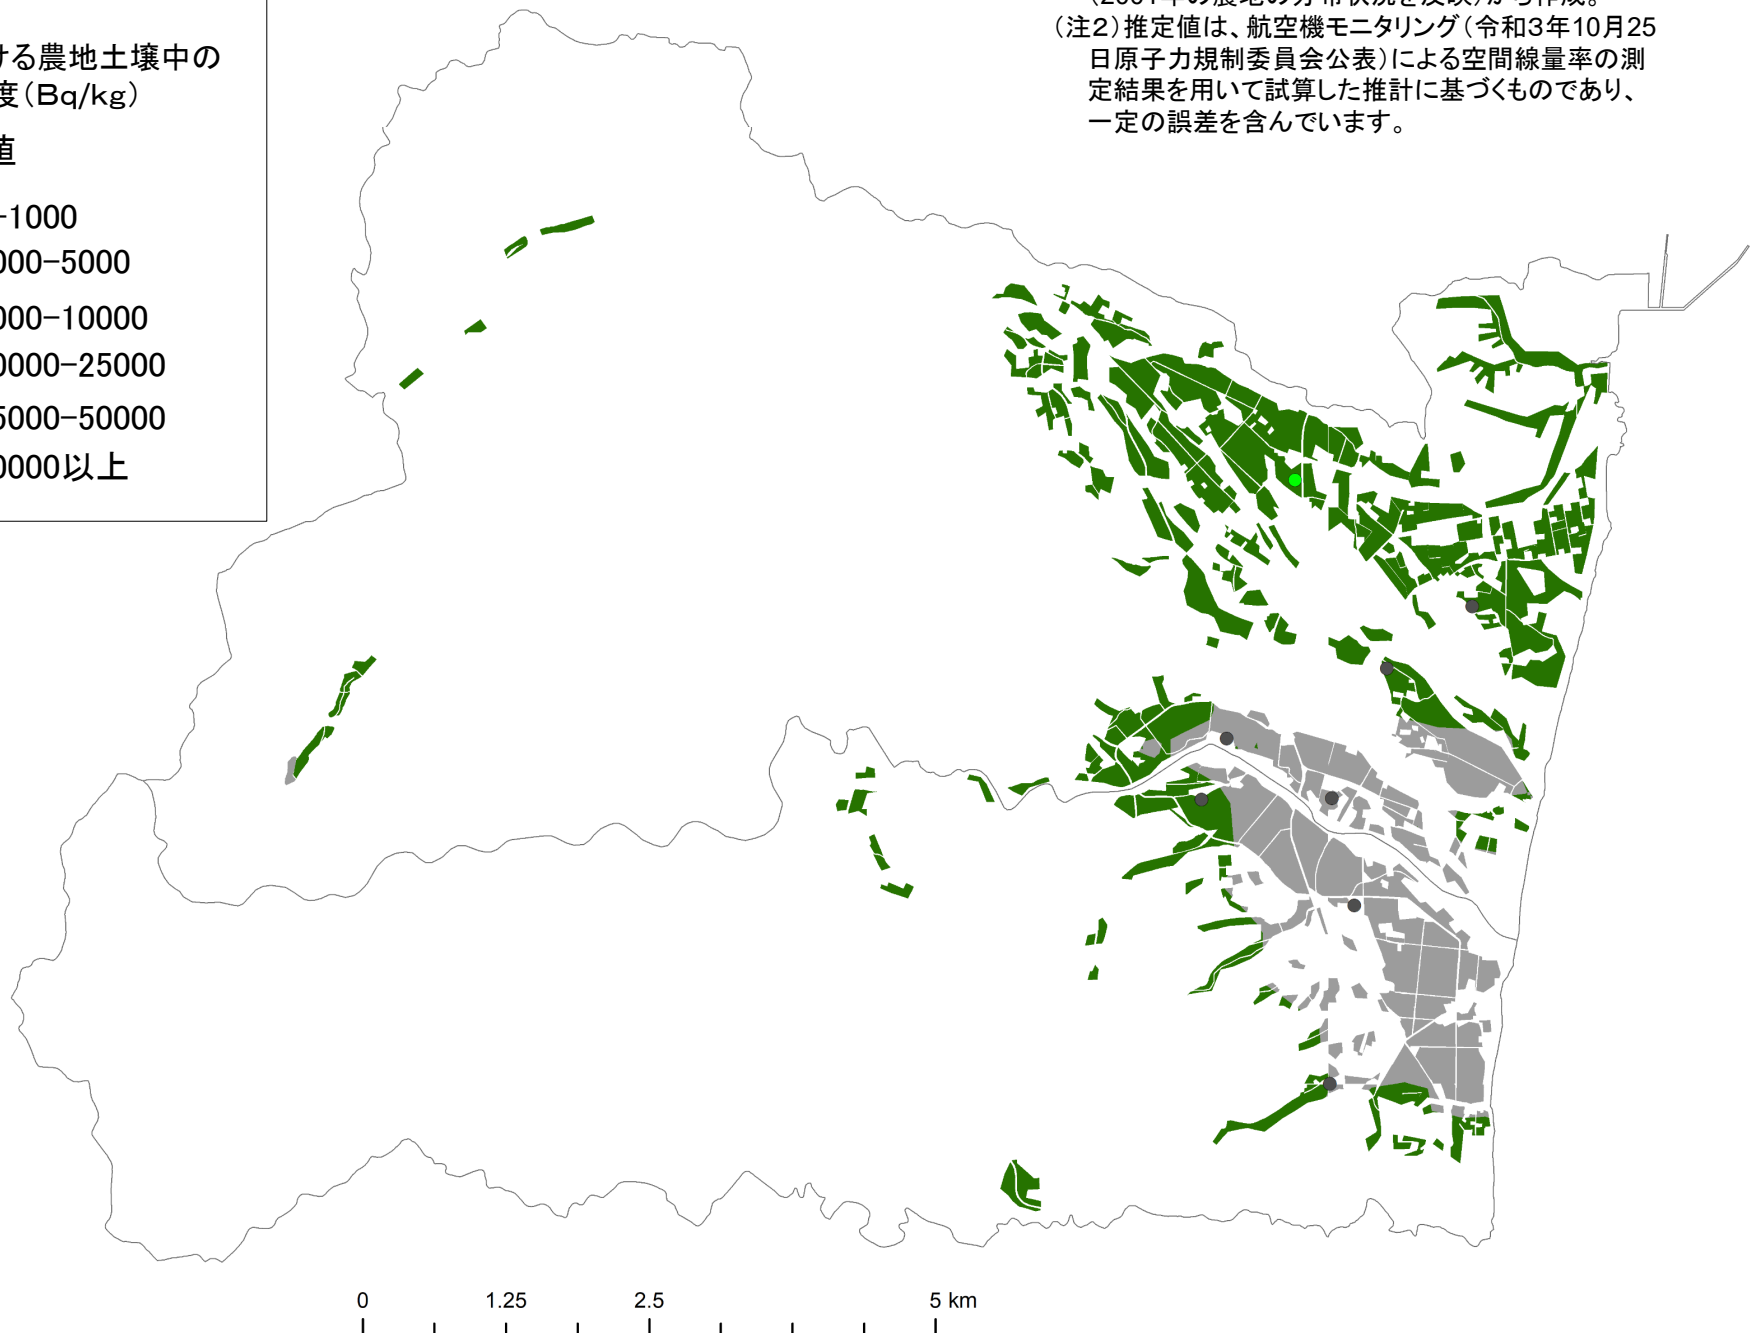 ける農地土壌中の
度(Bq/kg)
値
-1000
000-5000
000-10000
0000-25000
5000-50000
0000以上
(注2)推定値は、航空機モニタリング(令和3年10月25
日原子力規制委員会公表)による空間線量率の測
定結果を用いて試算した推計に基づくものであり、
一定の誤差を含んでいます。
0 1.25 2.5 5 km